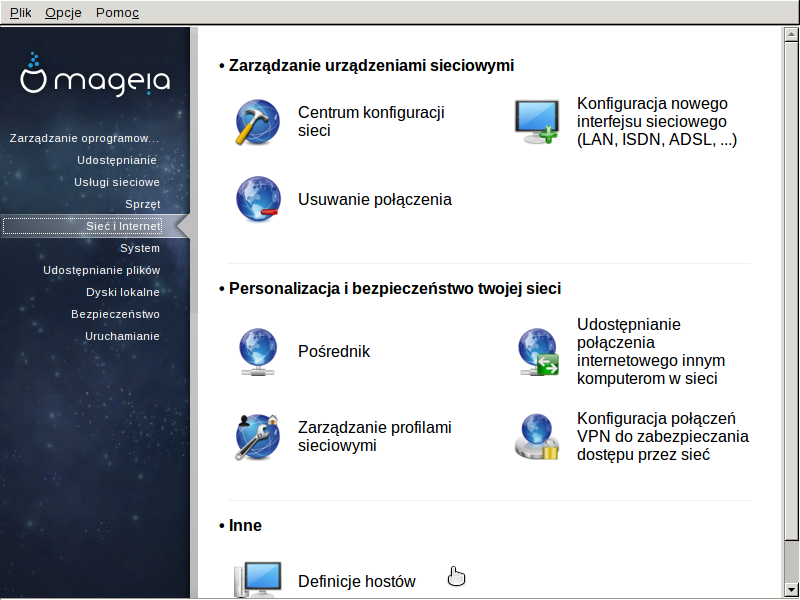 Plik Opcje Pomoc
mageia
Zarządzanie oprogramow...
Udostępnianie
Usługi sieciowe
Sprzęt
Sieć i Internet
System
Udostępnianie plików
Dyski lokalne
Bezpieczeństwo
Uruchamianie
• Zarządzanie urządzeniami sieciowymi
Centrum konfiguracji
sieci
Konfiguracja nowego
interfejsu sieciowego
(LAN, ISDN, ADSL, ...)
Usuwanie połączenia
• Personalizacja i bezpieczeństwo twojej sieci
Pośrednik
Udostępnianie
połączenia
internetowego innym
komputerom w sieci
Zarządzanie profilami
sieciowymi
Konfiguracja połączeń
VPN do zabezpieczania
dostępu przez sieć
• Inne
Definicje hostów